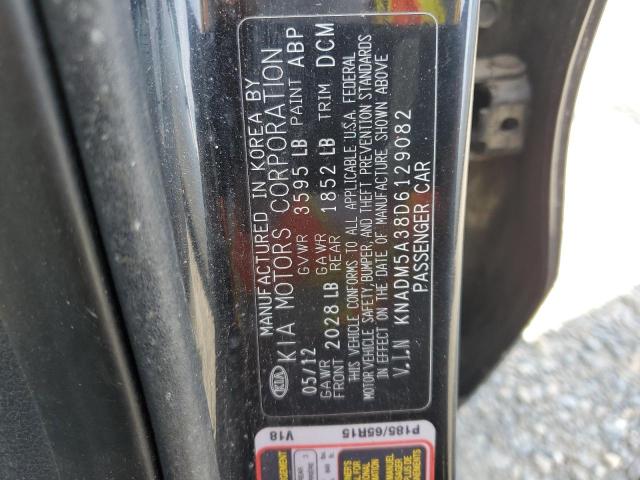 MANUFACTURED IN KOREA BY
KIA KIA MOTORS CORPORATION
05/12 GVWR 3595 LB PAINT ABP
GAWR FRONT 2028 LB GAWR REAR 1852 LB TRIM DCM
THIS VEHICLE CONFORMS TO ALL APPLICABLE U.S.A. FEDERAL
MOTOR VEHICLE SAFETY, BUMPER, AND THEFT PREVENTION STANDARDS
IN EFFECT ON THE DATE OF MANUFACTURE SHOWN ABOVE
V.I.N KNADM5A38D6129082
PASSENGER CAR
V18 P185/65R15